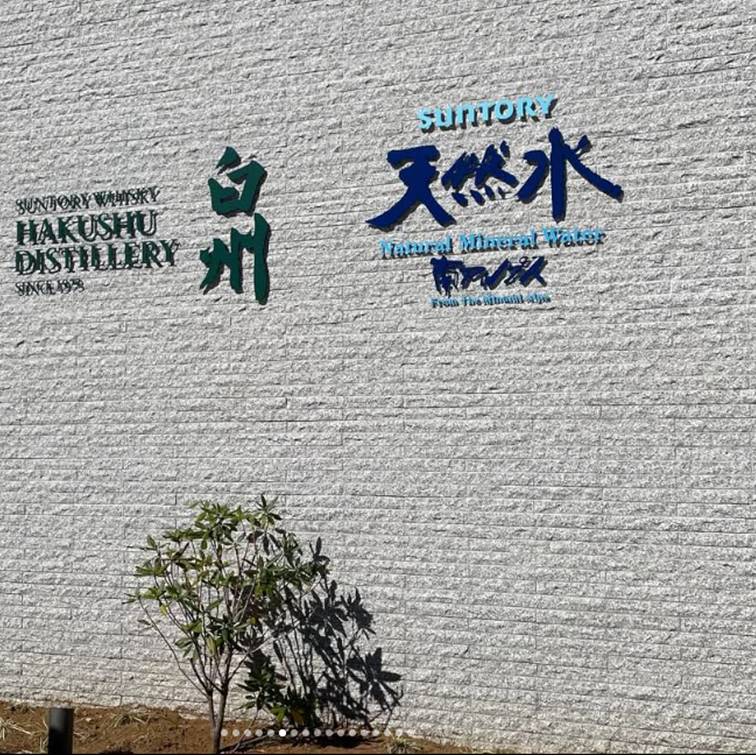 SUNTORY WHISKY
HAKUSHU
DISTILLERY
SINCE 1973
白州
SUNTORY
天然水
Natural Mineral Water
南アルプス
From The Minami Alps